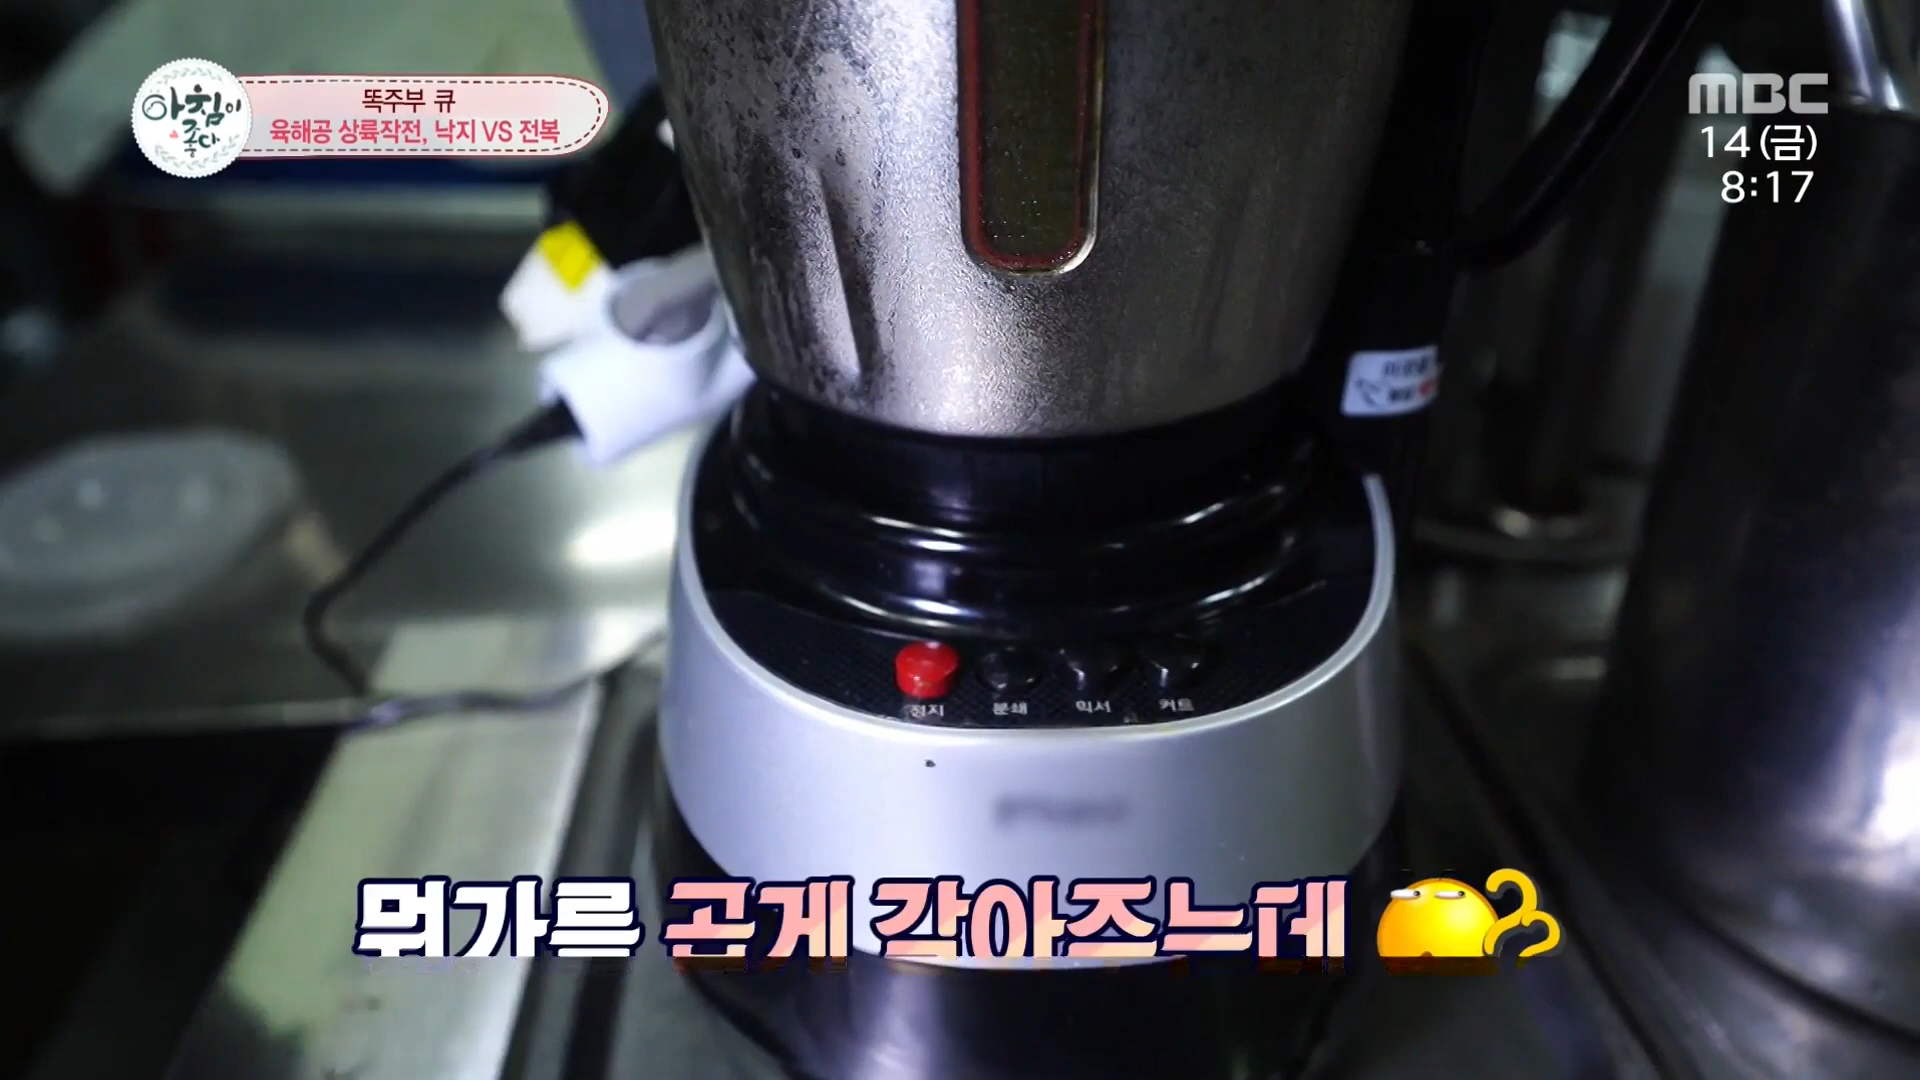 아침이
좋다
똑주부 큐
육해공 상륙작전, 낙지 VS 전복
MBC
14(금)
8:17
정지 분쇄 믹서 커트
뭔가를 곱게 갈아주는데